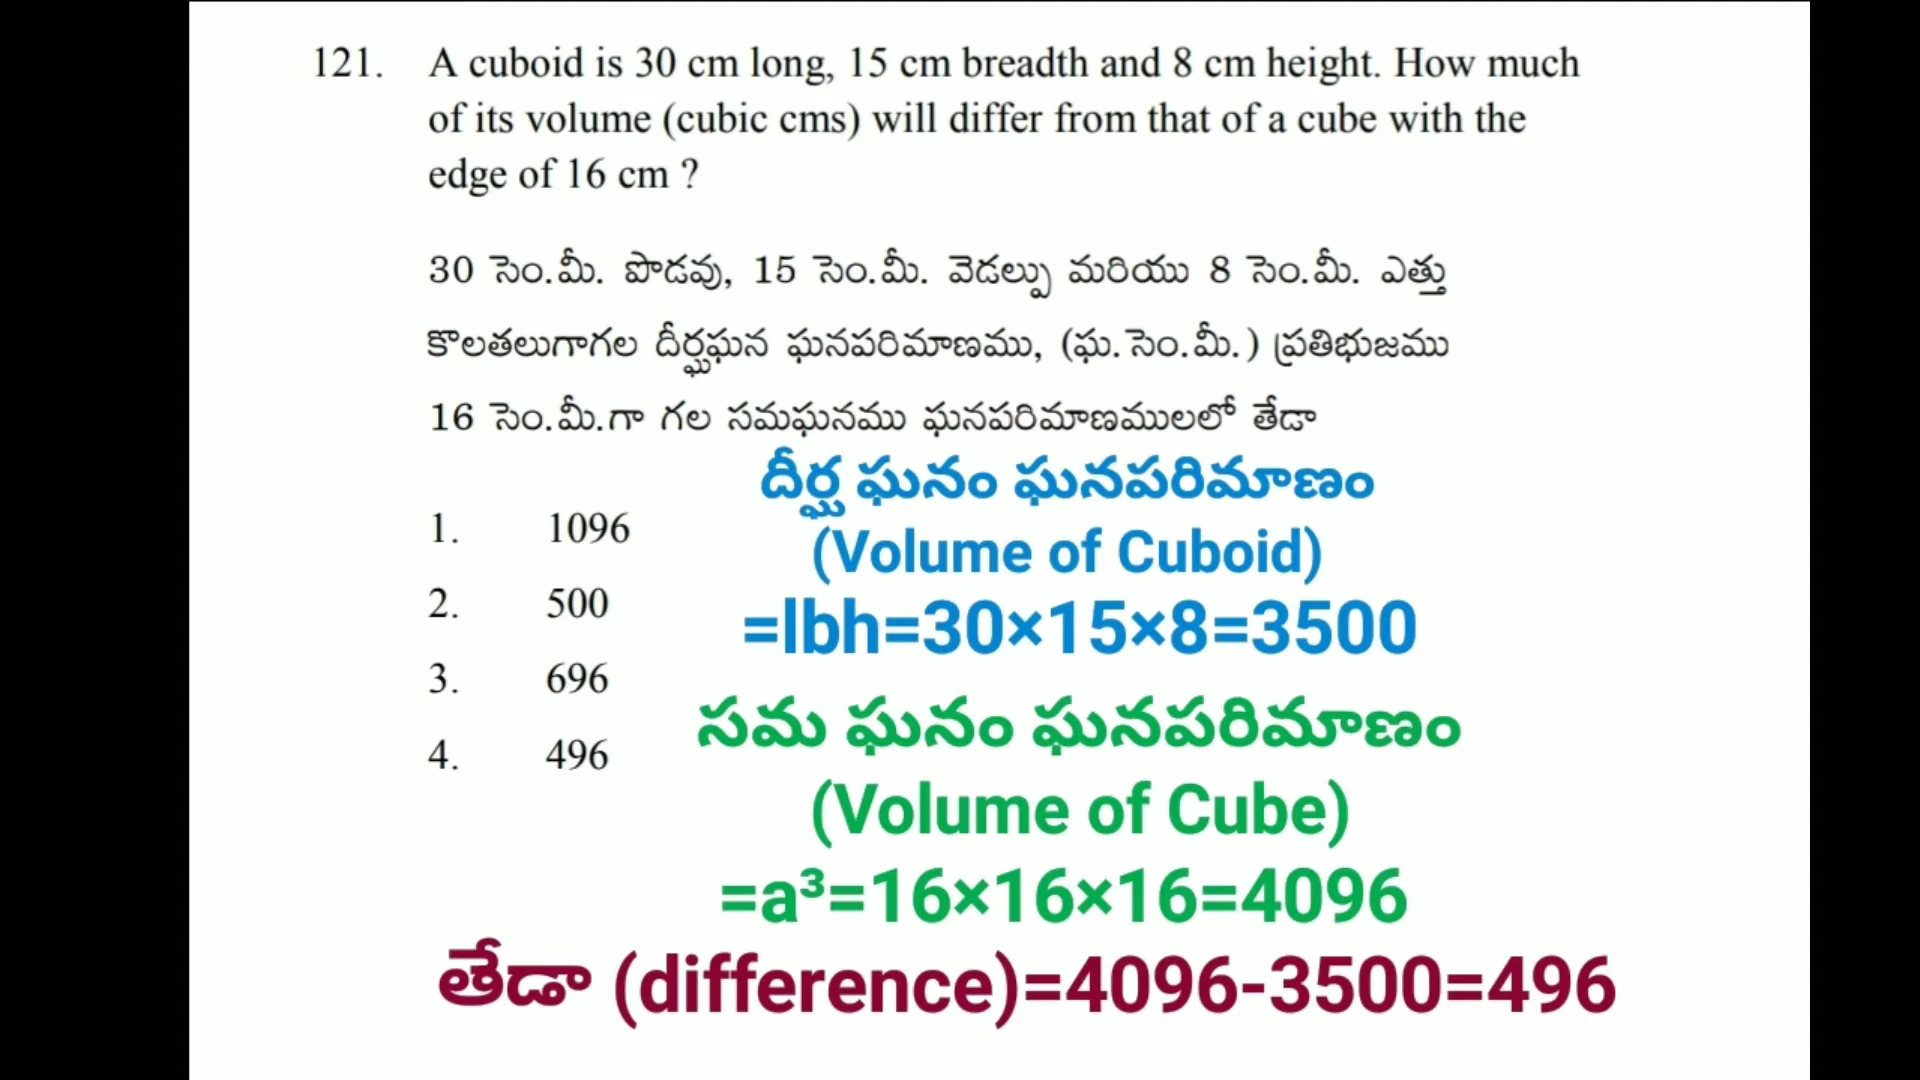 121. A cuboid is 30 cm long, 15 cm breadth and 8 cm height. How much
of its volume (cubic cms) will differ from that of a cube with the
edge of 16 cm ?
30 సెం.మీ. పొడవు, 15 సెం.మీ. వెడల్పు మరియు 8 సెం.మీ. ఎత్తు
కొలతలుగాగల దీర్ఘఘన ఘనపరిమాణము, (ఘ.సెం.మీ.) ప్రతిభుజము
16 సెం.మీ.గా గల సమఘనము ఘనపరిమాణములలో తేడా
1. 1096
2. 500
3. 696
4. 496
దీర్ఘ ఘనం ఘనపరిమాణం
(Volume of Cuboid)
=lbh=30×15×8=3500
సమ ఘనం ఘనపరిమాణం
(Volume of Cube)
=a³=16×16×16=4096
తేడా (difference)=4096-3500=496